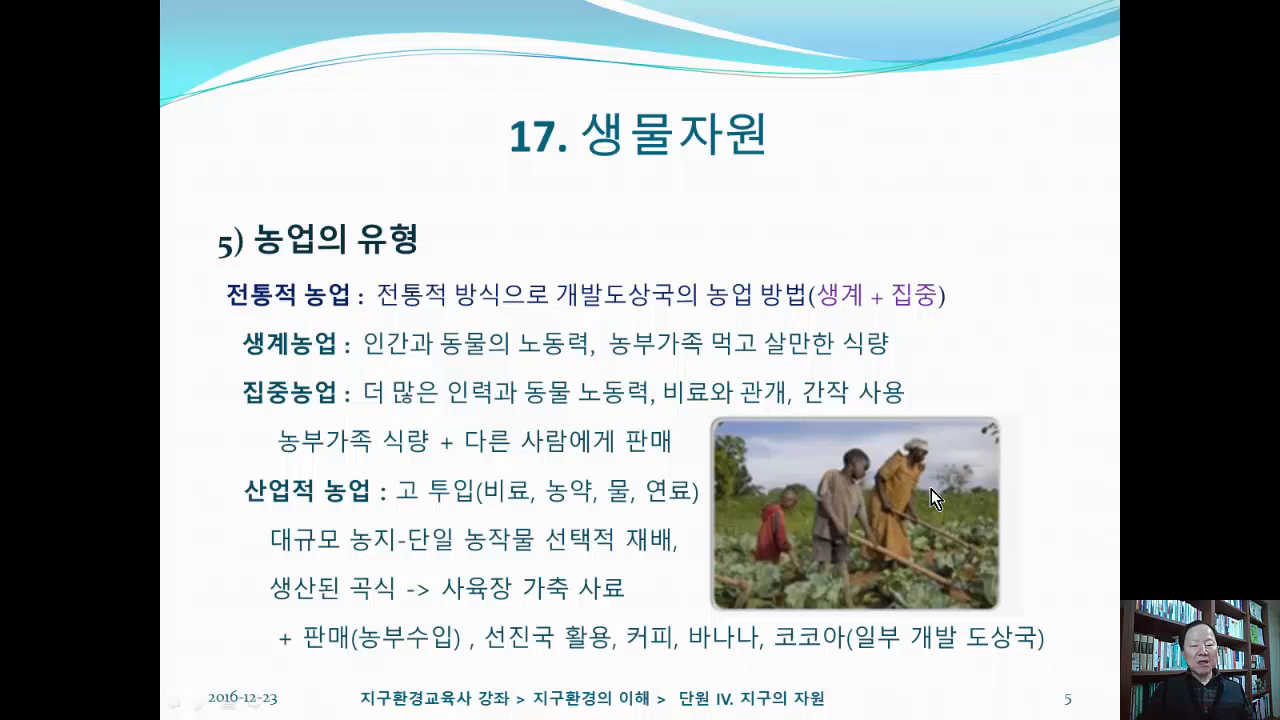 17. 생물자원
5) 농업의 유형
전통적 농업 : 전통적 방식으로 개발도상국의 농업 방법(생계 + 집중)
생계농업 : 인간과 동물의 노동력, 농부가족 먹고 살만한 식량
집중농업 : 더 많은 인력과 동물 노동력, 비료와 관개, 간작 사용
농부가족 식량 + 다른 사람에게 판매
산업적 농업 : 고 투입(비료, 농약, 물, 연료)
대규모 농지-단일 농작물 선택적 재배,
생산된 곡식 -> 사육장 가축 사료
+ 판매(농부수입) , 선진국 활용, 커피, 바나나, 코코아(일부 개발 도상국)
2016-12-23 지구환경교육사 강좌 > 지구환경의 이해 > 단원 IV. 지구의 자원 5